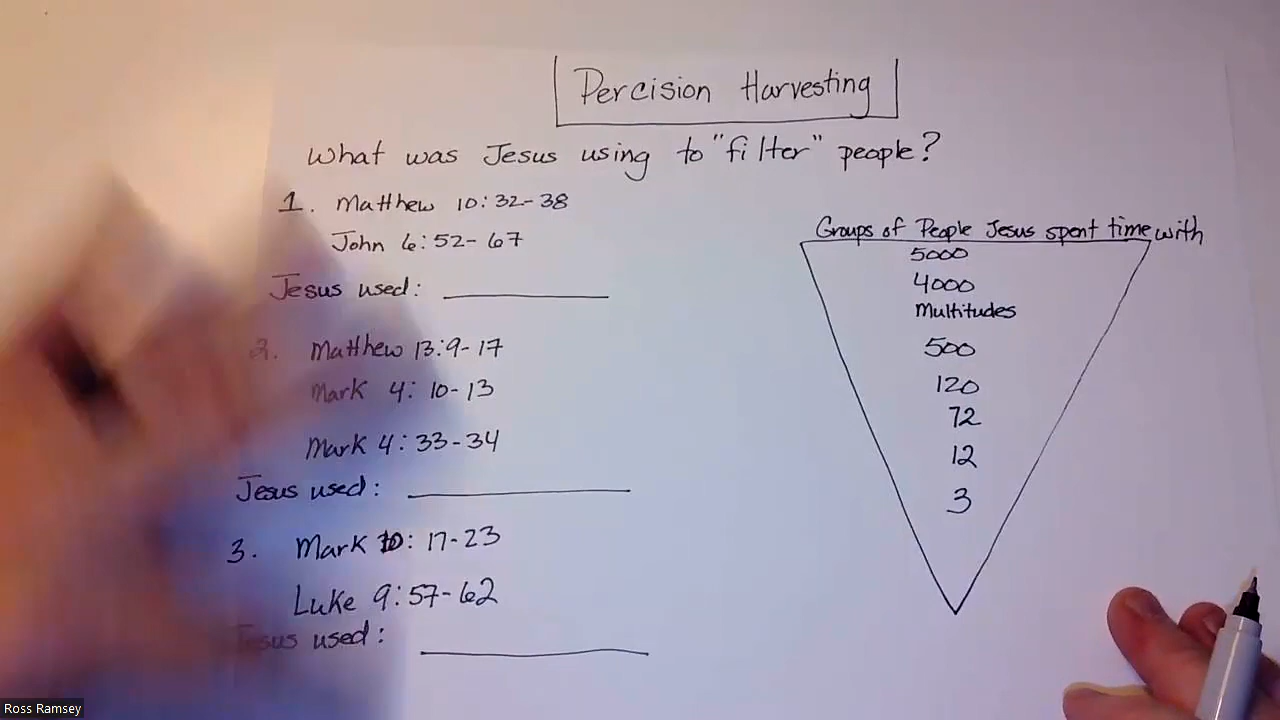 Percision Harvesting
What was Jesus using to "filter" people?
1. Matthew 10:32-38
John 6:52-67
Jesus used:
2. Matthew 13:9-17
Mark 4:10-13
Mark 4:33-34
Jesus used:
3. Mark 10:17-23
Luke 9:57-62
Jesus used:
Groups of People Jesus spent time with
5000
4000
Multitudes
500
120
72
12
3
Ross Ramsey